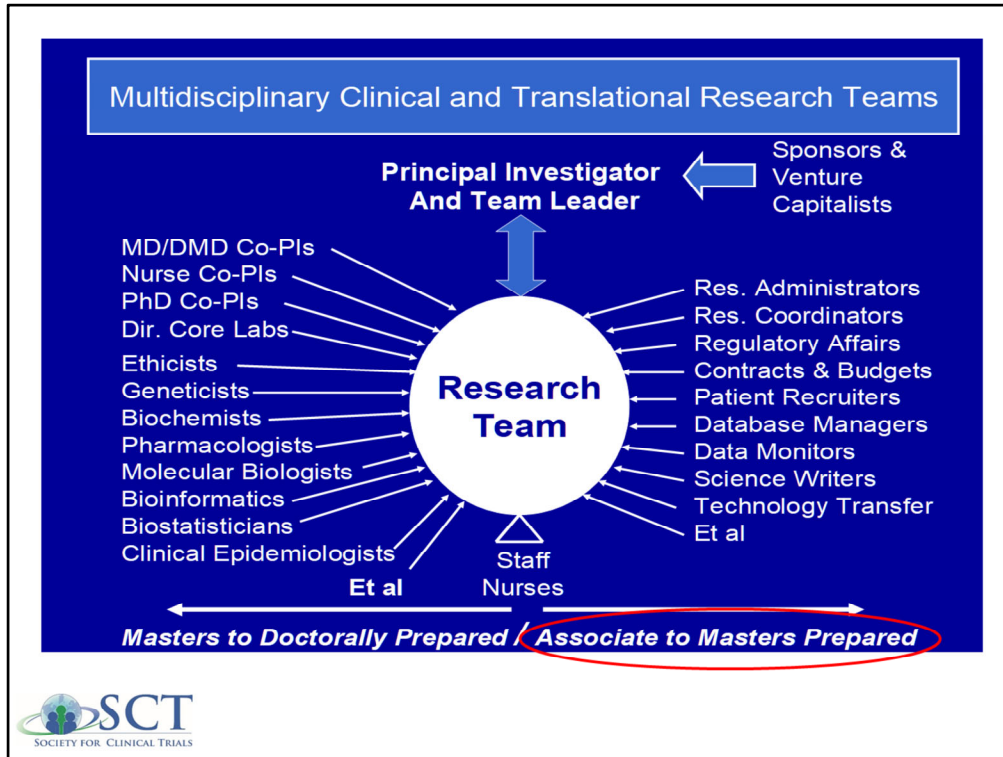 Multidisciplinary Clinical and Translational Research Teams
Principal Investigator
And Team Leader
Sponsors &
Venture
Capitalists
MD/DMD Co-PIs
Nurse Co-PIs
PhD Co-PIs
Dir. Core Labs
Ethicists
Geneticists
Biochemists
Pharmacologists
Molecular Biologists
Bioinformatics
Biostatisticians
Clinical Epidemiologists
Et al
Research
Team
Res. Administrators
Res. Coordinators
Regulatory Affairs
Contracts & Budgets
Patient Recruiters
Database Managers
Data Monitors
Science Writers
Technology Transfer
Et al
Staff
Nurses
Masters to Doctorally Prepared / Associate to Masters Prepared
SCT
SOCIETY FOR CLINICAL TRIALS